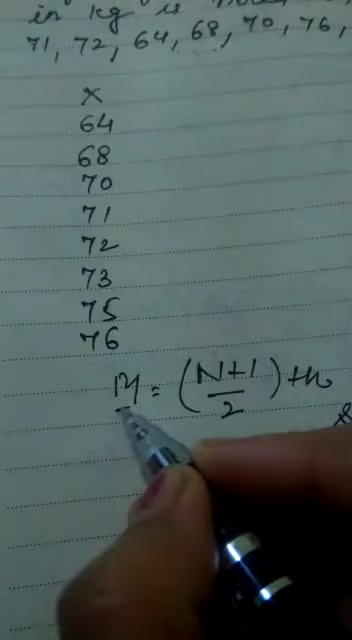 in kg is
71, 72, 64, 68, 70, 76,
X
64
68
70
71
72
73
75
76
M = (N+1/2)th